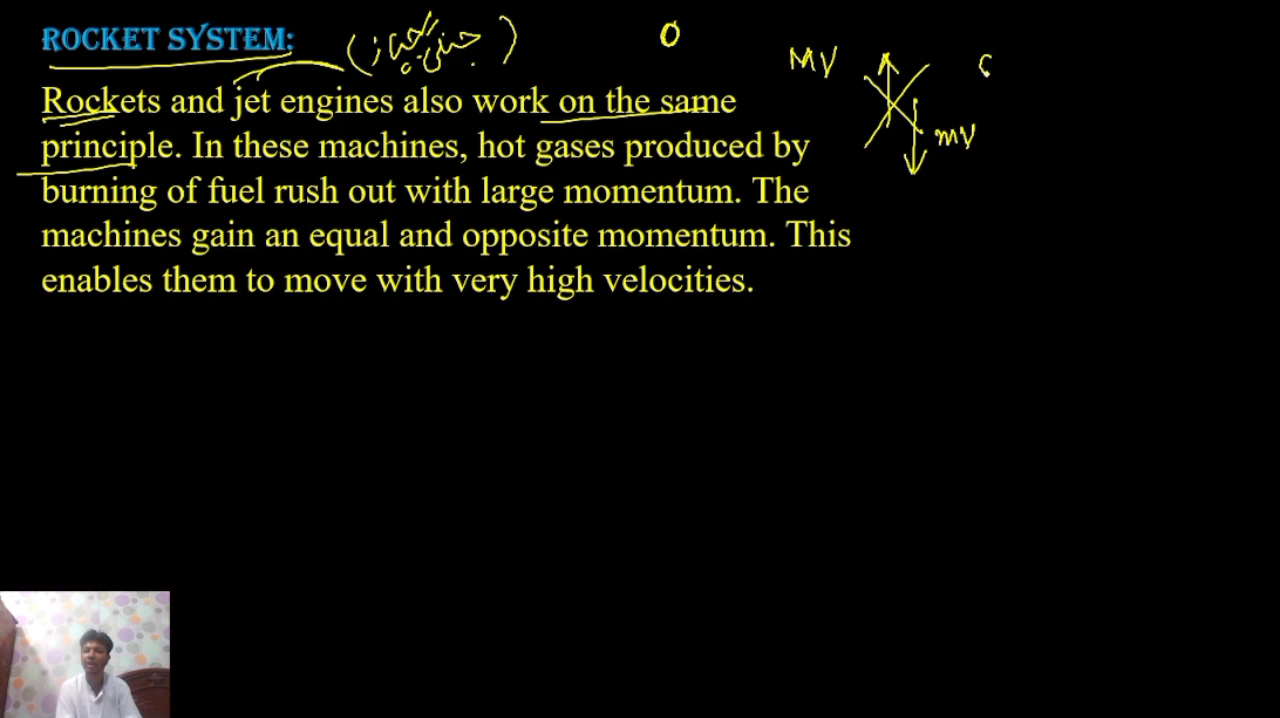 ROCKET SYSTEM:
(جنگی جہاز)
0
MV
mV
Rockets and jet engines also work on the same
principle. In these machines, hot gases produced by
burning of fuel rush out with large momentum. The
machines gain an equal and opposite momentum. This
enables them to move with very high velocities.